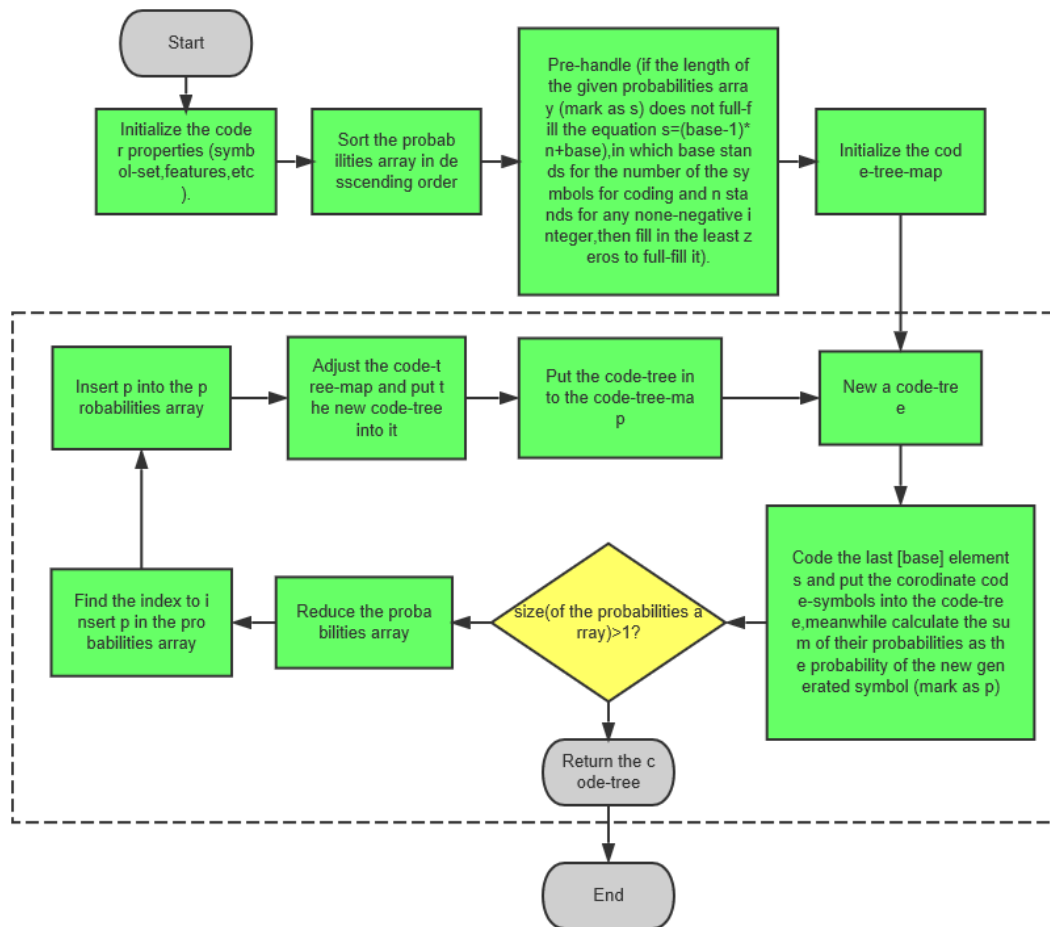 Start
Initialize the code
r properties (symb
ol-set,features,etc
).
Sort the probab
ilities array in de
sscending order
Pre-handle (if the length of
the given probabilities arra
y (mark as s) does not full-f
ill the equation s=(base-1)*
n+base),in which base stan
ds for the number of the sy
mbols for coding and n sta
nds for any none-negative i
nteger,then fill in the least z
eros to full-fill it).
Initialize the cod
e-tree-map
Insert p into the p
robabilities array
Adjust the code-t
ree-map and put t
he new code-tree
into it
Put the code-tree in
to the code-tree-ma
p
New a code-tre
e
Find the index to i
nsert p in the pro
babilities array
Reduce the proba
bilities array
size(of the probabilities a
rray)>1?
Code the last [base] element
s and put the corodinate cod
e-symbols into the code-tre
e,meanwhile calculate the su
m of their probabilities as th
e probability of the new gen
erated symbol (mark as p)
Return the c
ode-tree
End